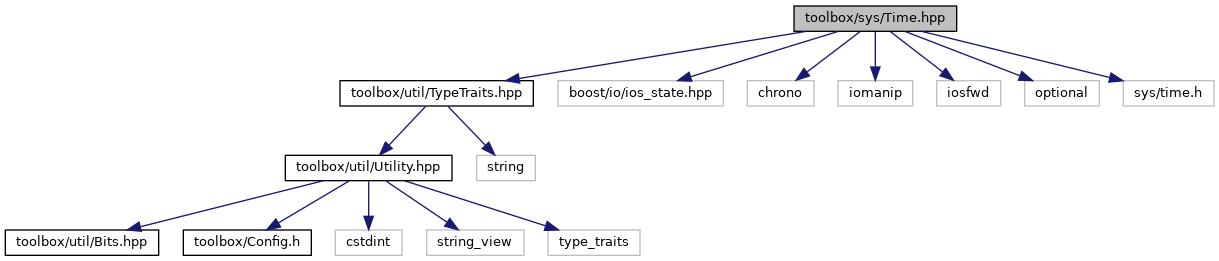 toolbox/sys/Time.hpp
toolbox/util/TypeTraits.hpp
boost/io/ios_state.hpp
chrono
iomanip
iosfwd
optional
sys/time.h
toolbox/util/Utility.hpp
string
toolbox/util/Bits.hpp
toolbox/Config.h
cstdint
string_view
type_traits